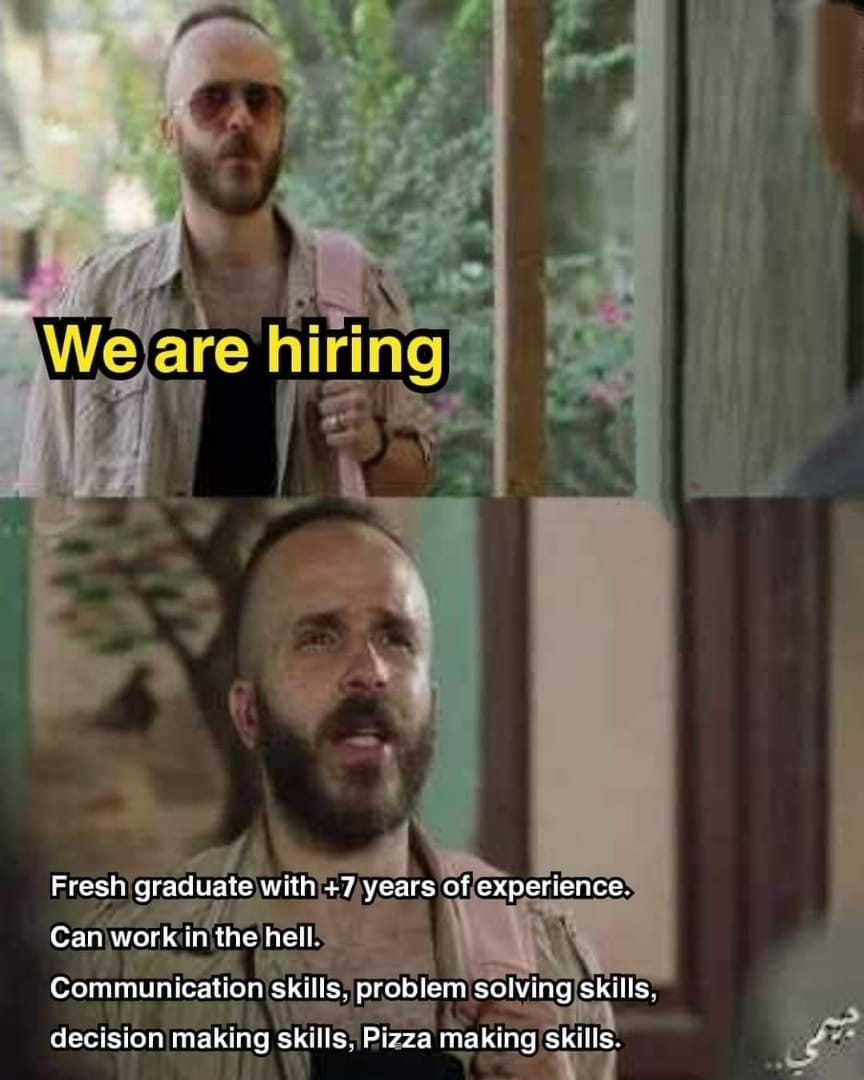 We are hiring
Fresh graduate with +7 years of experience.
Can work in the hell.
Communication skills, problem solving skills,
decision making skills, Pizza making skills.